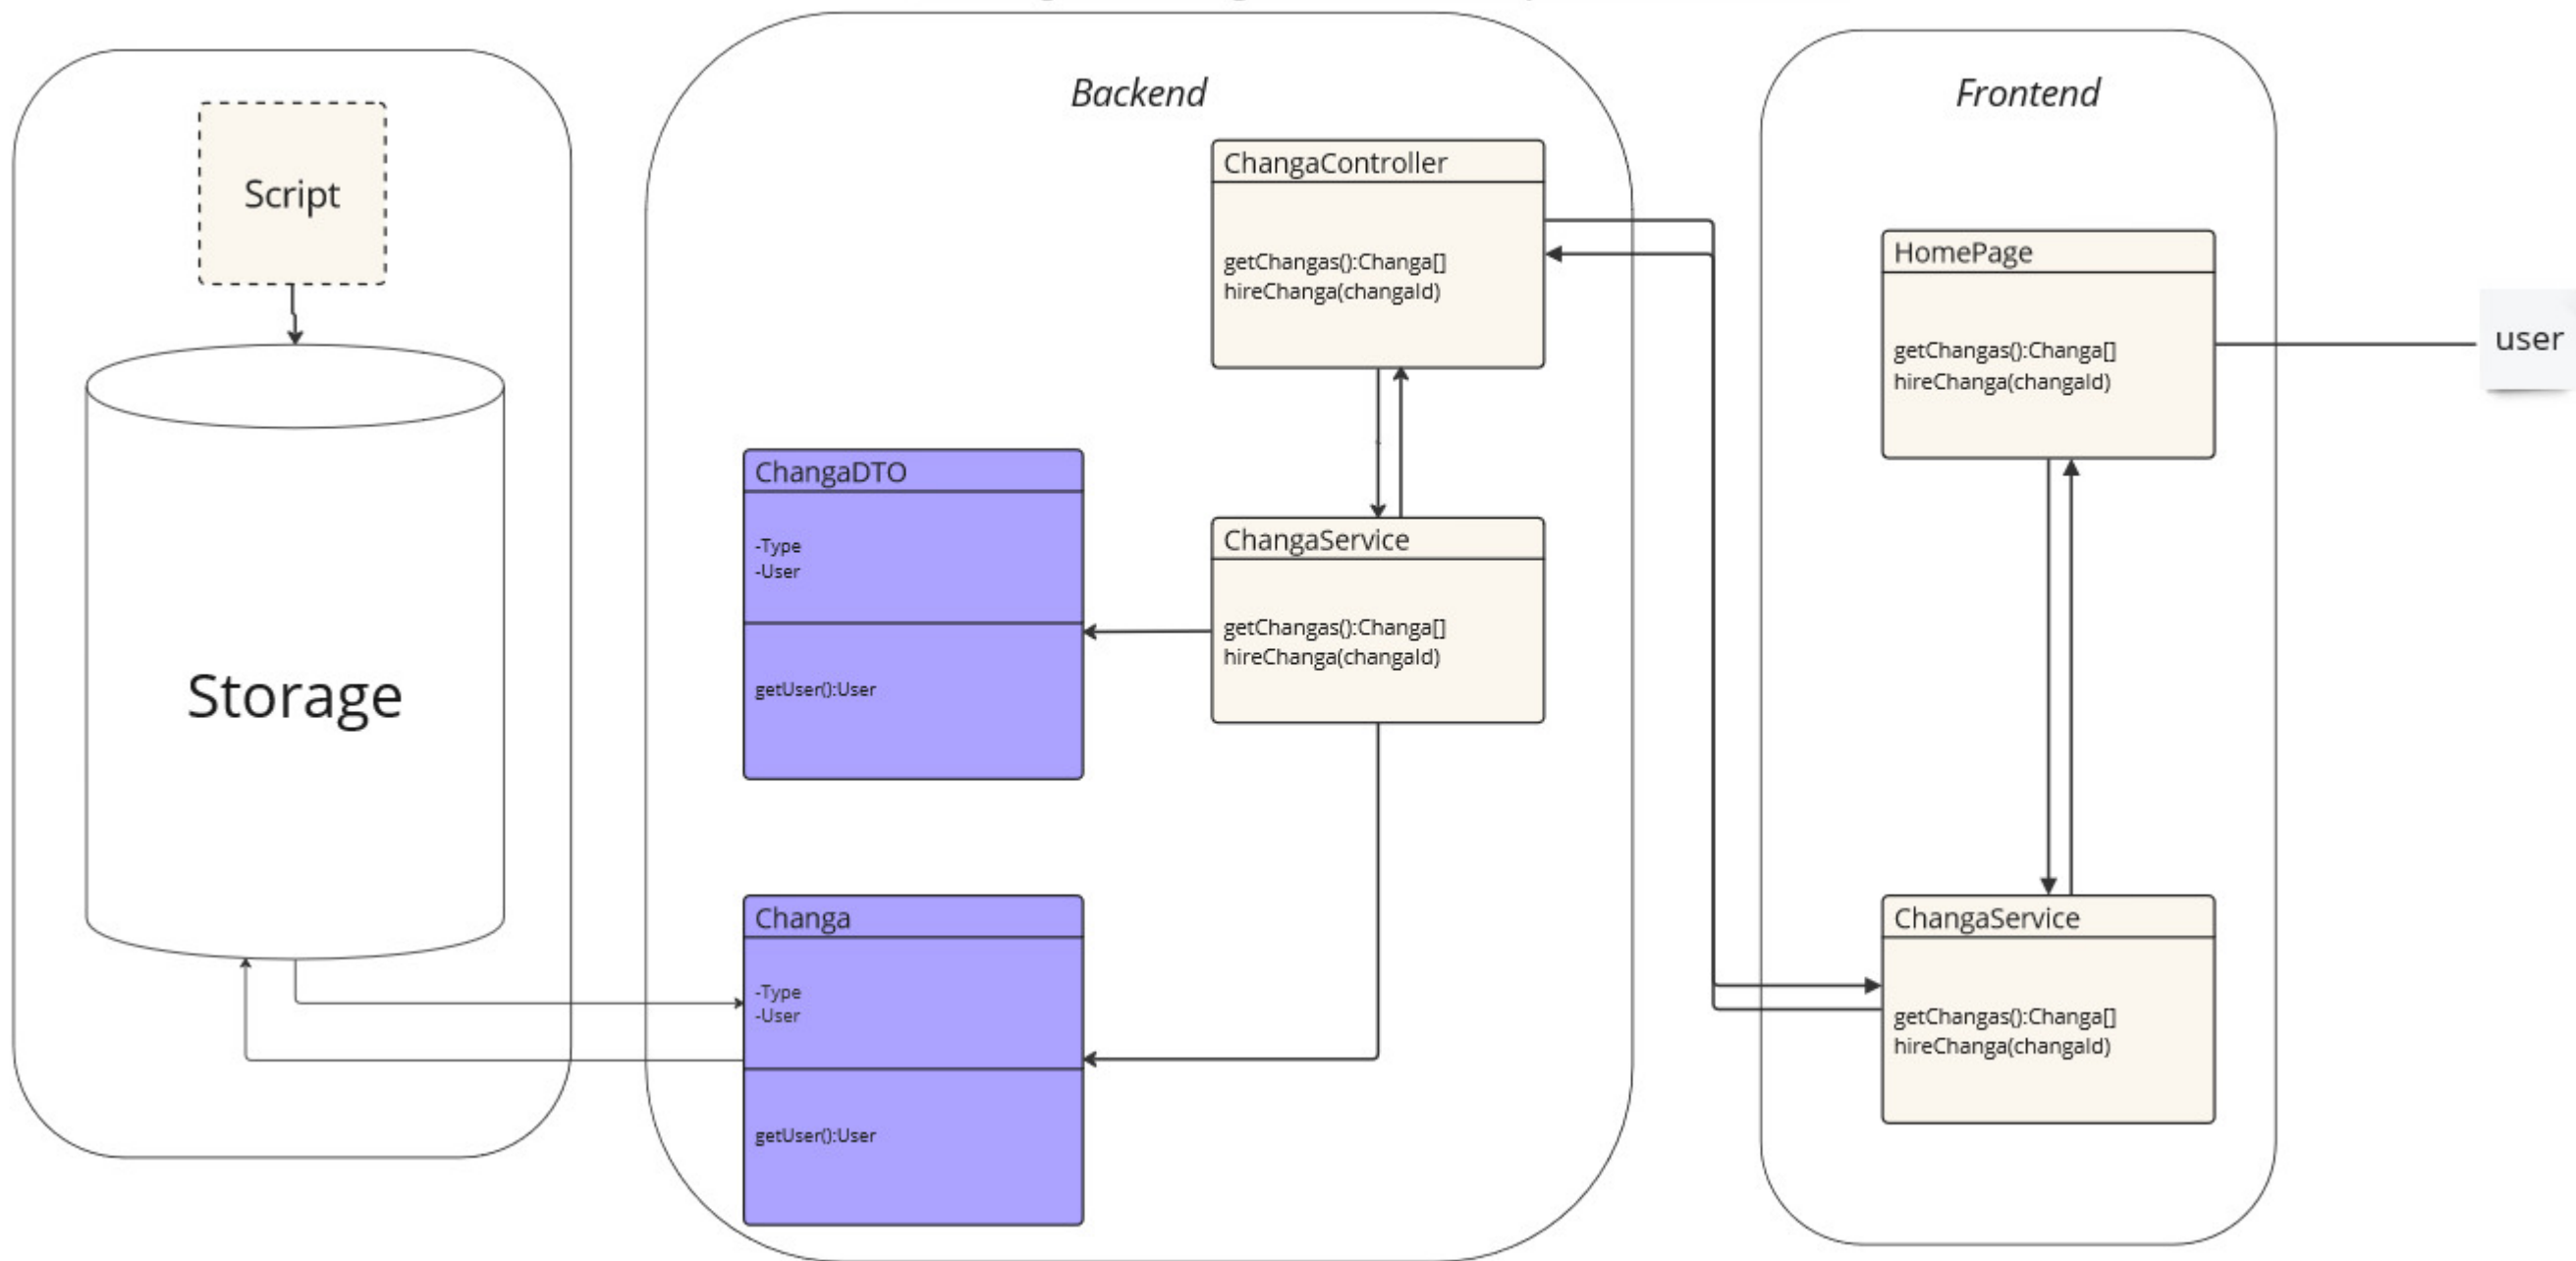 Script
Storage
Backend
ChangaController
getChangas():Changa[]
hireChanga(changaId)
ChangaDTO
-Type
-User
getUser():User
ChangaService
getChangas():Changa[]
hireChanga(changaId)
Changa
-Type
-User
getUser():User
Frontend
HomePage
getChangas():Changa[]
hireChanga(changaId)
ChangaService
getChangas():Changa[]
hireChanga(changaId)
user